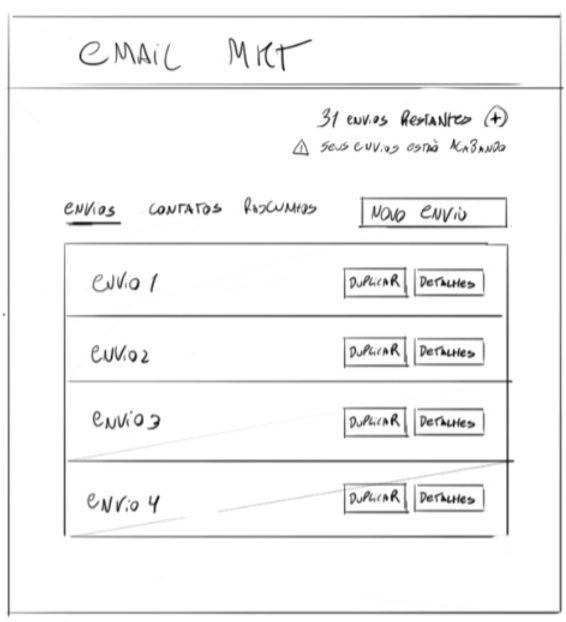 EMAIL MKT
31 ENVIOS RESTANTES (+)
⚠ SEUS ENVIOS ESTÃO ACABANDO
ENVIOS CONTATOS RASCUNHOS NOVO ENVIO
ENVIO 1 DUPLICAR DETALHES
ENVIO 2 DUPLICAR DETALHES
ENVIO 3 DUPLICAR DETALHES
ENVIO 4 DUPLICAR DETALHES